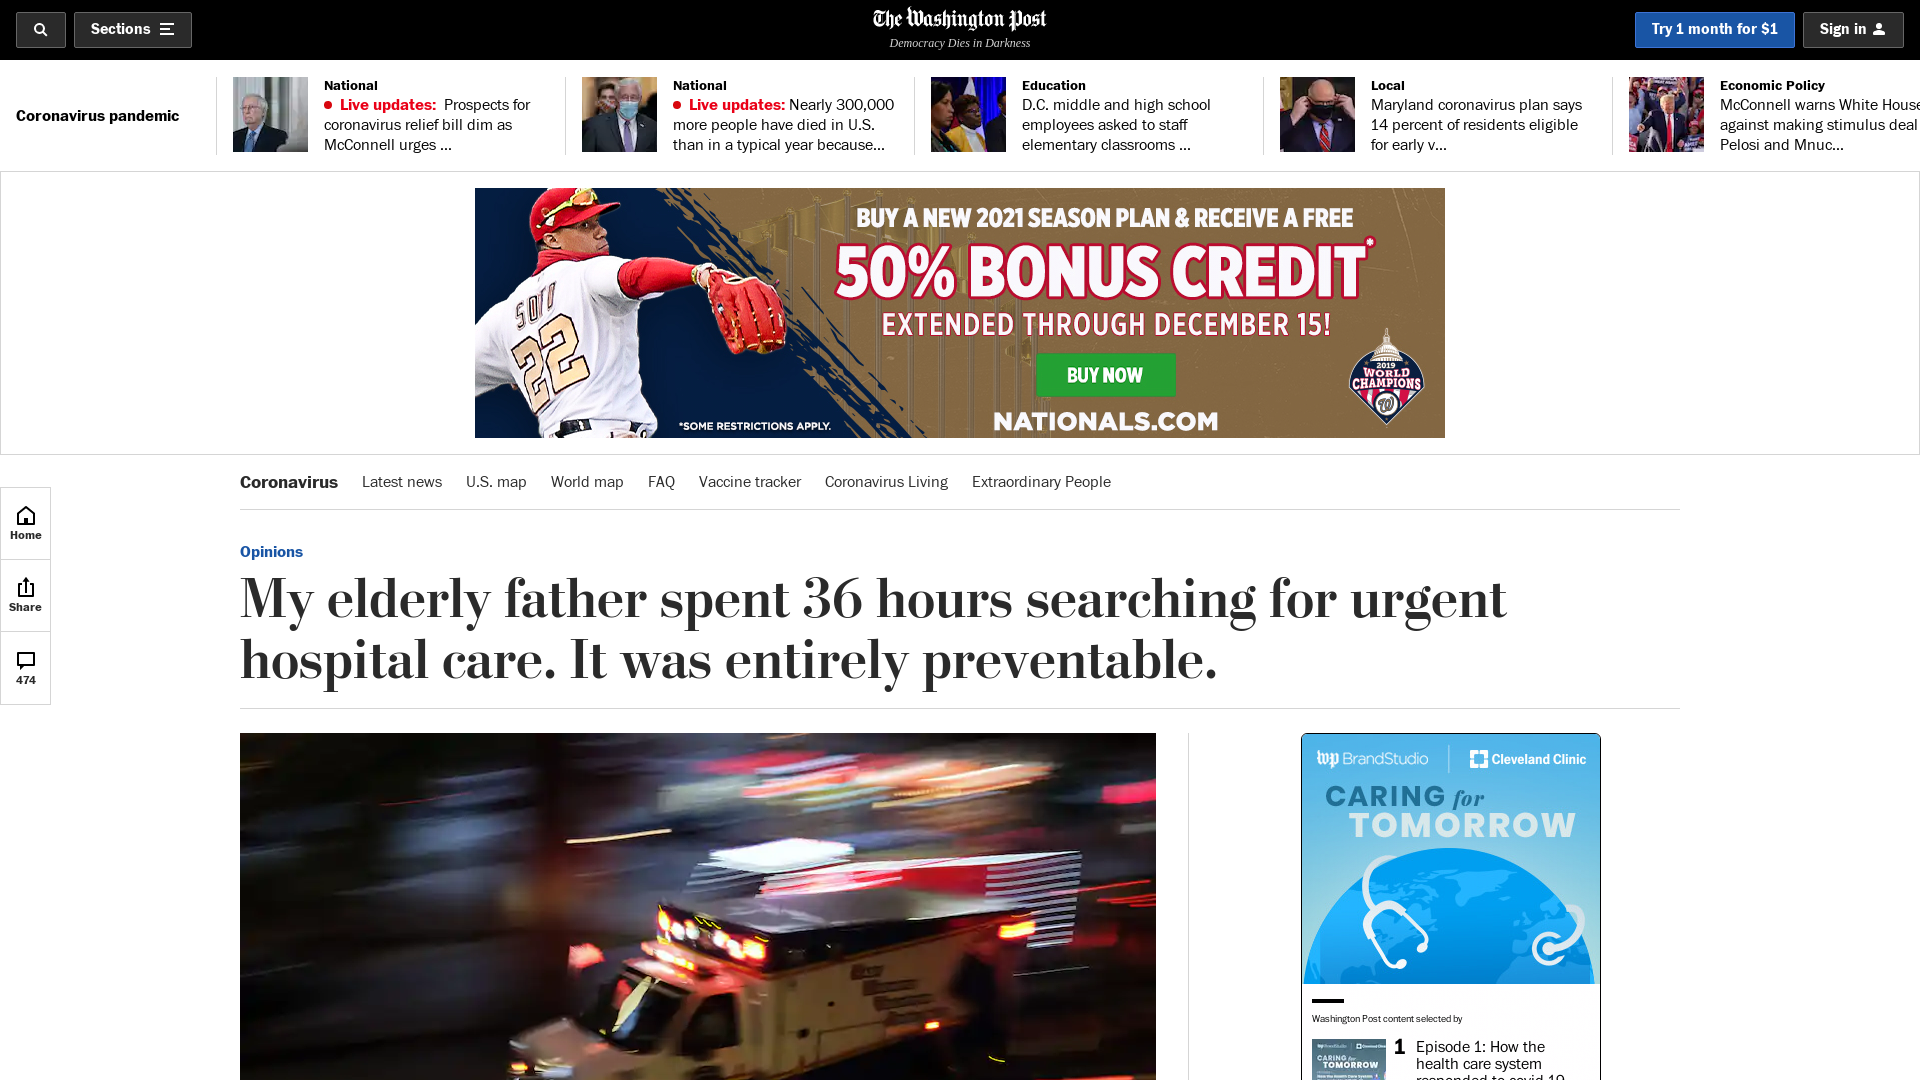 Sections
The Washington Post
Democracy Dies in Darkness
Try 1 month for $1
Sign in
Coronavirus pandemic
National
Live updates: Prospects for
coronavirus relief bill dim as
McConnell urges ...
National
Live updates: Nearly 300,000
more people have died in U.S.
than in a typical year because...
Education
D.C. middle and high school
employees asked to staff
elementary classrooms ...
Local
Maryland coronavirus plan says
14 percent of residents eligible
for early v...
Economic Policy
McConnell warns White House
against making stimulus deal
Pelosi and Mnuc...
BUY A NEW 2021 SEASON PLAN & RECEIVE A FREE
50% BONUS CREDIT*
EXTENDED THROUGH DECEMBER 15!
BUY NOW
NATIONALS.COM
*SOME RESTRICTIONS APPLY.
22
2019
WORLD
CHAMPIONS
W
Coronavirus Latest news U.S. map World map FAQ Vaccine tracker Coronavirus Living Extraordinary People
Home
Share
474
Opinions
My elderly father spent 36 hours searching for urgent
hospital care. It was entirely preventable.
wp BrandStudio Cleveland Clinic
CARING for
TOMORROW
Washington Post content selected by
CARING for
TOMORROW
1 Episode 1: How the
health care system
responded to covid-19